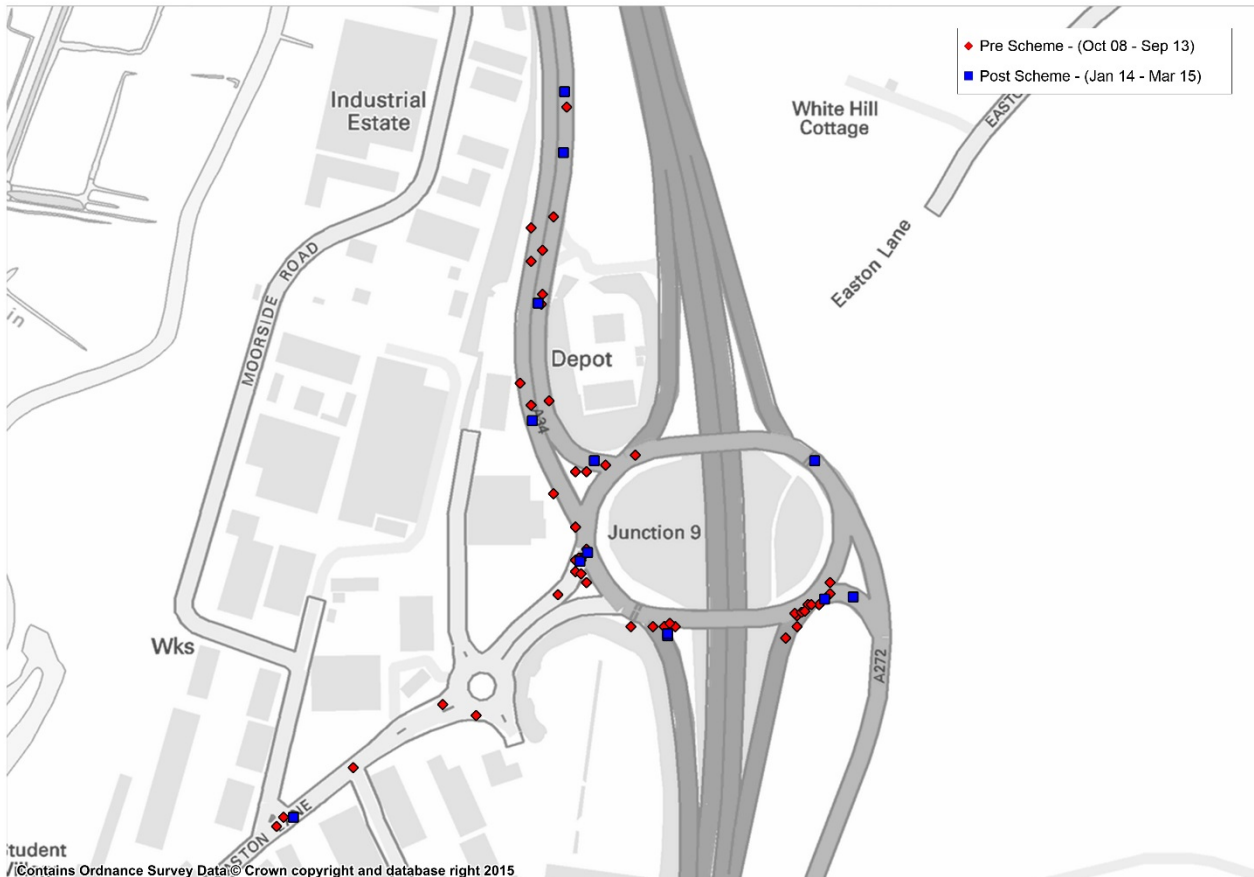 Pre Scheme - (Oct 08 - Sep 13)
Post Scheme - (Jan 14 - Mar 15)
Industrial
Estate
White Hill
Cottage
Easton Lane
MOORSIDE ROAD
Depot
A34
Junction 9
Wks
A272
Student
Contains Ordnance Survey Data © Crown copyright and database right 2015